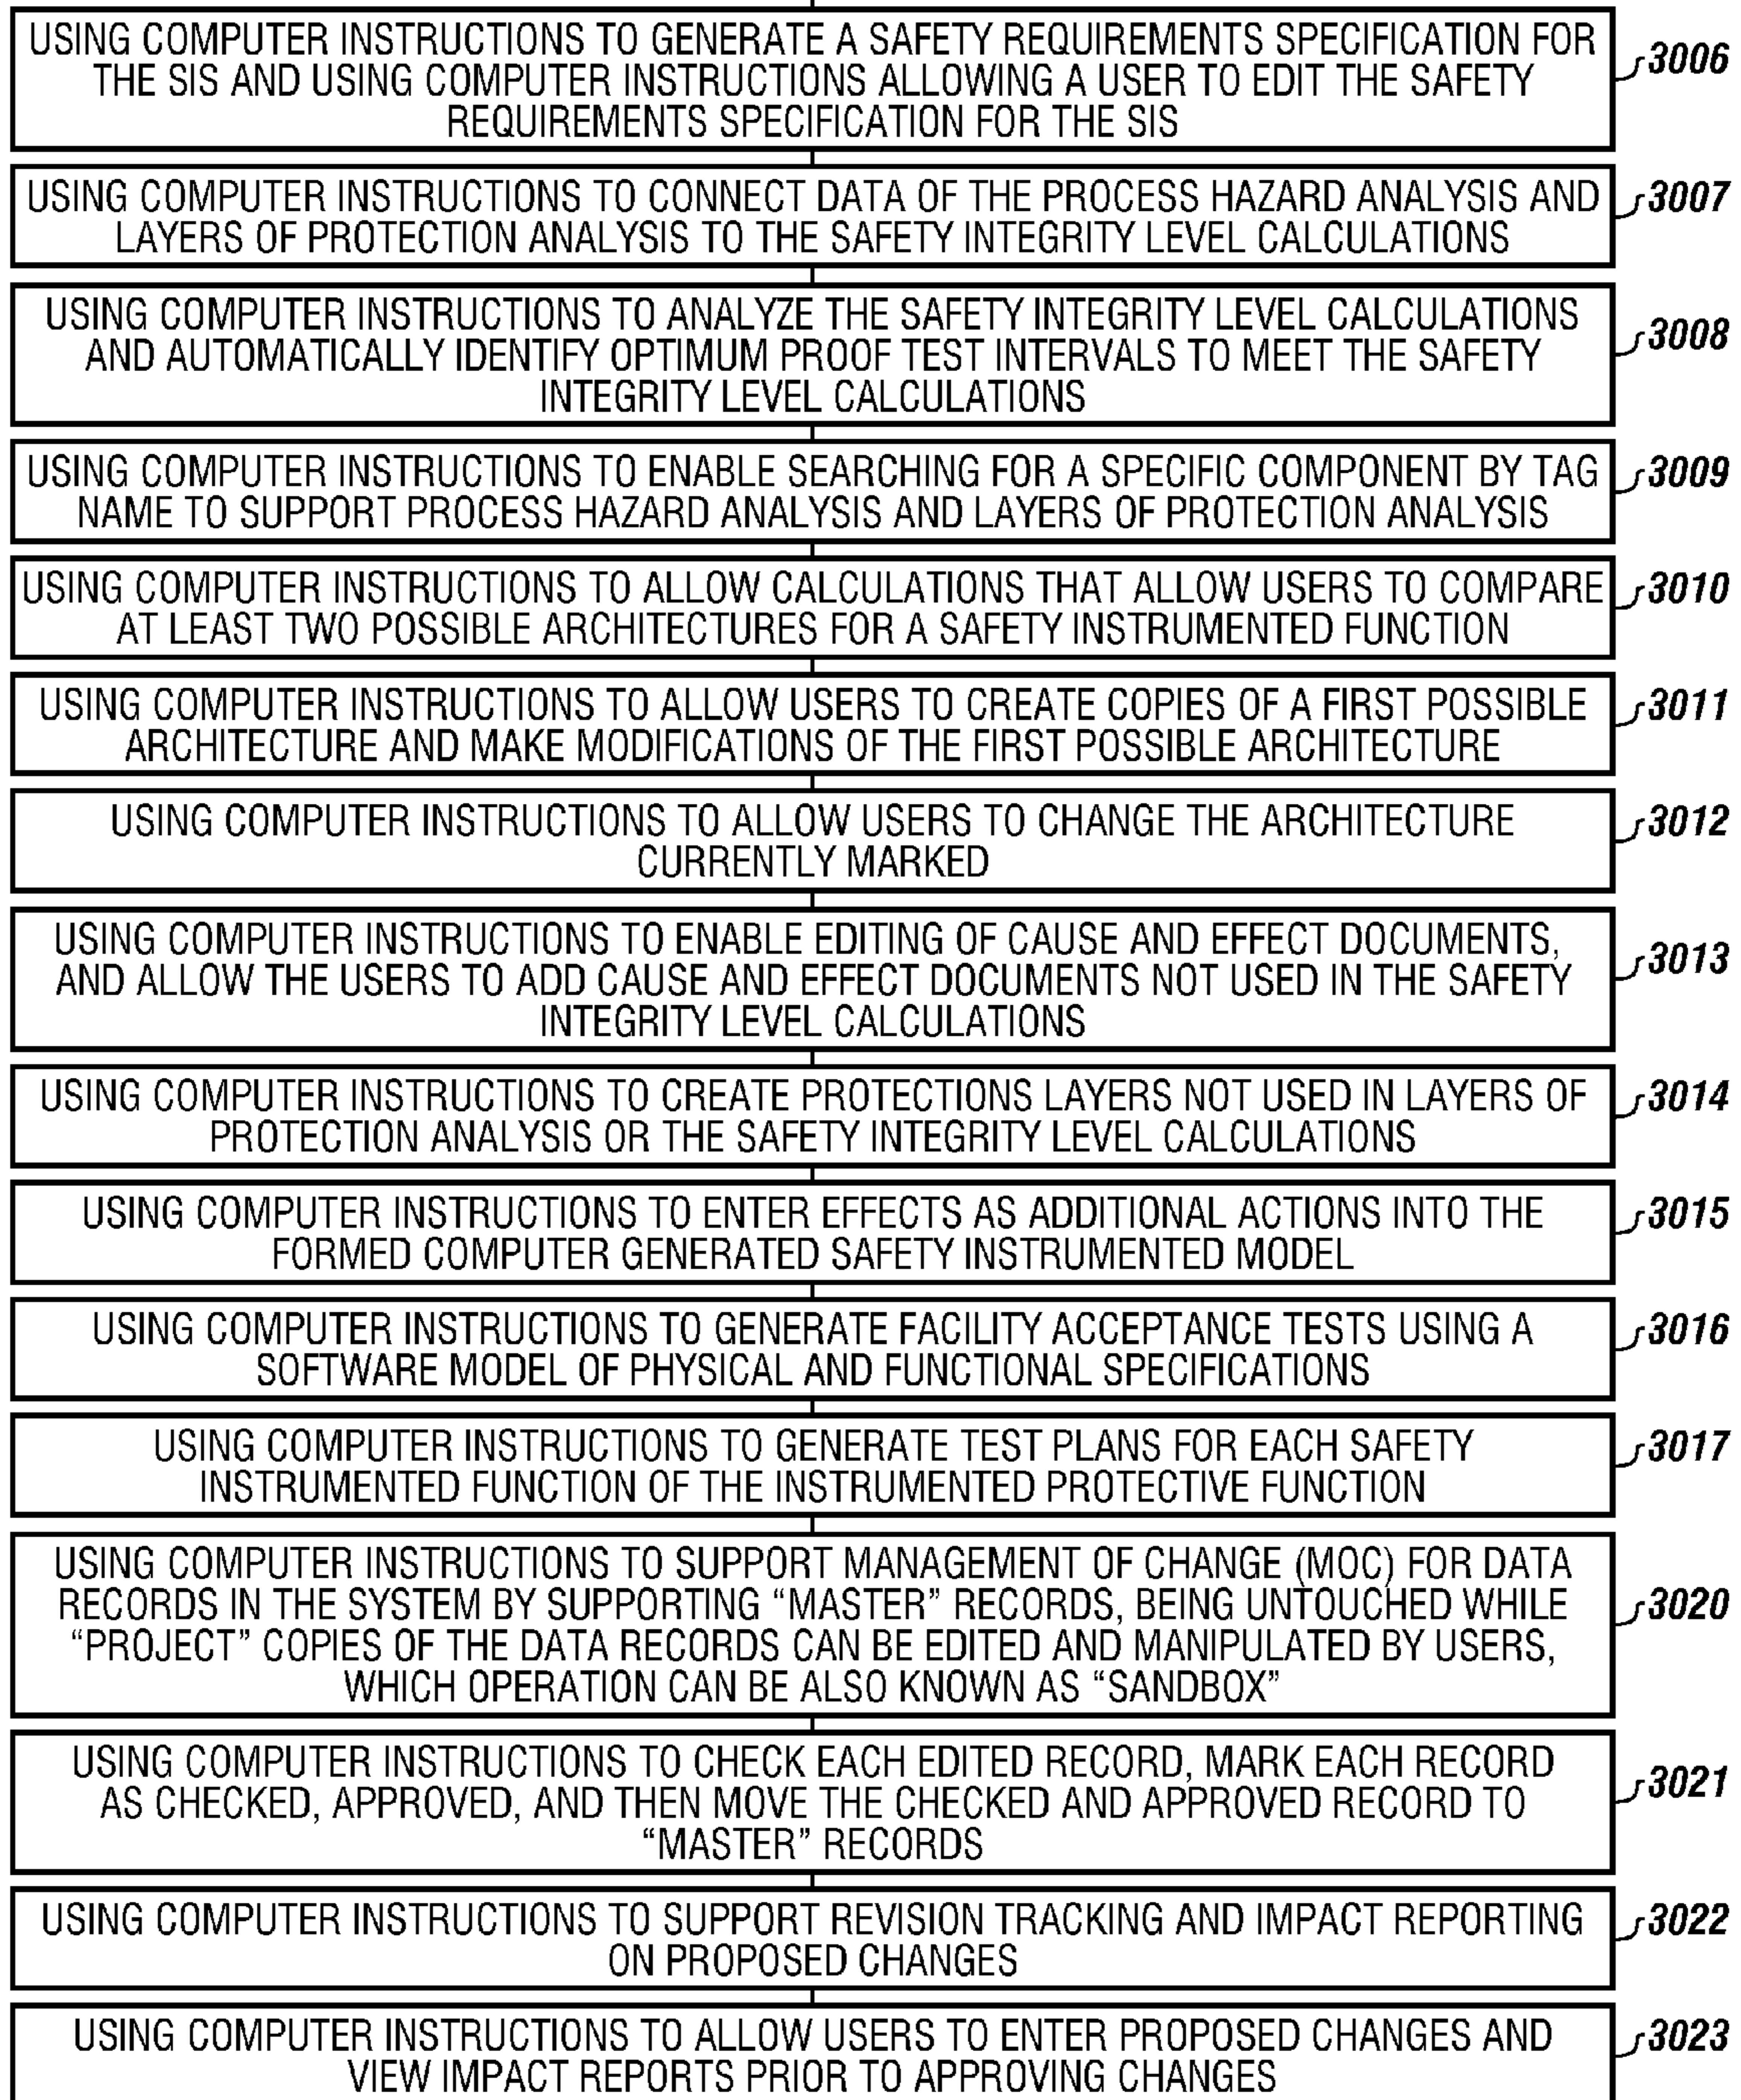 USING COMPUTER INSTRUCTIONS TO GENERATE A SAFETY REQUIREMENTS SPECIFICATION FOR
THE SIS AND USING COMPUTER INSTRUCTIONS ALLOWING A USER TO EDIT THE SAFETY
REQUIREMENTS SPECIFICATION FOR THE SIS
3006
USING COMPUTER INSTRUCTIONS TO CONNECT DATA OF THE PROCESS HAZARD ANALYSIS AND
LAYERS OF PROTECTION ANALYSIS TO THE SAFETY INTEGRITY LEVEL CALCULATIONS
3007
USING COMPUTER INSTRUCTIONS TO ANALYZE THE SAFETY INTEGRITY LEVEL CALCULATIONS
AND AUTOMATICALLY IDENTIFY OPTIMUM PROOF TEST INTERVALS TO MEET THE SAFETY
INTEGRITY LEVEL CALCULATIONS
3008
USING COMPUTER INSTRUCTIONS TO ENABLE SEARCHING FOR A SPECIFIC COMPONENT BY TAG
NAME TO SUPPORT PROCESS HAZARD ANALYSIS AND LAYERS OF PROTECTION ANALYSIS
3009
USING COMPUTER INSTRUCTIONS TO ALLOW CALCULATIONS THAT ALLOW USERS TO COMPARE
AT LEAST TWO POSSIBLE ARCHITECTURES FOR A SAFETY INSTRUMENTED FUNCTION
3010
USING COMPUTER INSTRUCTIONS TO ALLOW USERS TO CREATE COPIES OF A FIRST POSSIBLE
ARCHITECTURE AND MAKE MODIFICATIONS OF THE FIRST POSSIBLE ARCHITECTURE
3011
USING COMPUTER INSTRUCTIONS TO ALLOW USERS TO CHANGE THE ARCHITECTURE
CURRENTLY MARKED
3012
USING COMPUTER INSTRUCTIONS TO ENABLE EDITING OF CAUSE AND EFFECT DOCUMENTS,
AND ALLOW THE USERS TO ADD CAUSE AND EFFECT DOCUMENTS NOT USED IN THE SAFETY
INTEGRITY LEVEL CALCULATIONS
3013
USING COMPUTER INSTRUCTIONS TO CREATE PROTECTIONS LAYERS NOT USED IN LAYERS OF
PROTECTION ANALYSIS OR THE SAFETY INTEGRITY LEVEL CALCULATIONS
3014
USING COMPUTER INSTRUCTIONS TO ENTER EFFECTS AS ADDITIONAL ACTIONS INTO THE
FORMED COMPUTER GENERATED SAFETY INSTRUMENTED MODEL
3015
USING COMPUTER INSTRUCTIONS TO GENERATE FACILITY ACCEPTANCE TESTS USING A
SOFTWARE MODEL OF PHYSICAL AND FUNCTIONAL SPECIFICATIONS
3016
USING COMPUTER INSTRUCTIONS TO GENERATE TEST PLANS FOR EACH SAFETY
INSTRUMENTED FUNCTION OF THE INSTRUMENTED PROTECTIVE FUNCTION
3017
USING COMPUTER INSTRUCTIONS TO SUPPORT MANAGEMENT OF CHANGE (MOC) FOR DATA
RECORDS IN THE SYSTEM BY SUPPORTING “MASTER” RECORDS, BEING UNTOUCHED WHILE
“PROJECT” COPIES OF THE DATA RECORDS CAN BE EDITED AND MANIPULATED BY USERS,
WHICH OPERATION CAN BE ALSO KNOWN AS “SANDBOX”
3020
USING COMPUTER INSTRUCTIONS TO CHECK EACH EDITED RECORD, MARK EACH RECORD
AS CHECKED, APPROVED, AND THEN MOVE THE CHECKED AND APPROVED RECORD TO
“MASTER” RECORDS
3021
USING COMPUTER INSTRUCTIONS TO SUPPORT REVISION TRACKING AND IMPACT REPORTING
ON PROPOSED CHANGES
3022
USING COMPUTER INSTRUCTIONS TO ALLOW USERS TO ENTER PROPOSED CHANGES AND
VIEW IMPACT REPORTS PRIOR TO APPROVING CHANGES
3023